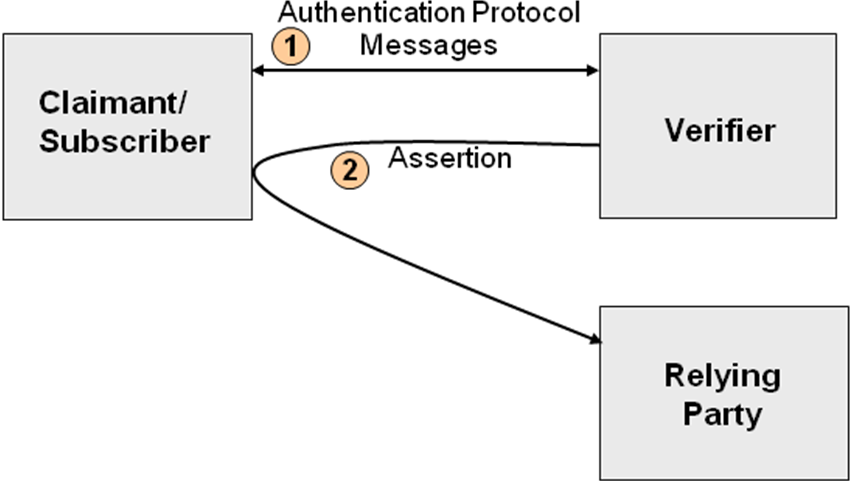 Authentication Protocol
Messages
1
Claimant/
Subscriber
Verifier
2
Assertion
Relying
Party